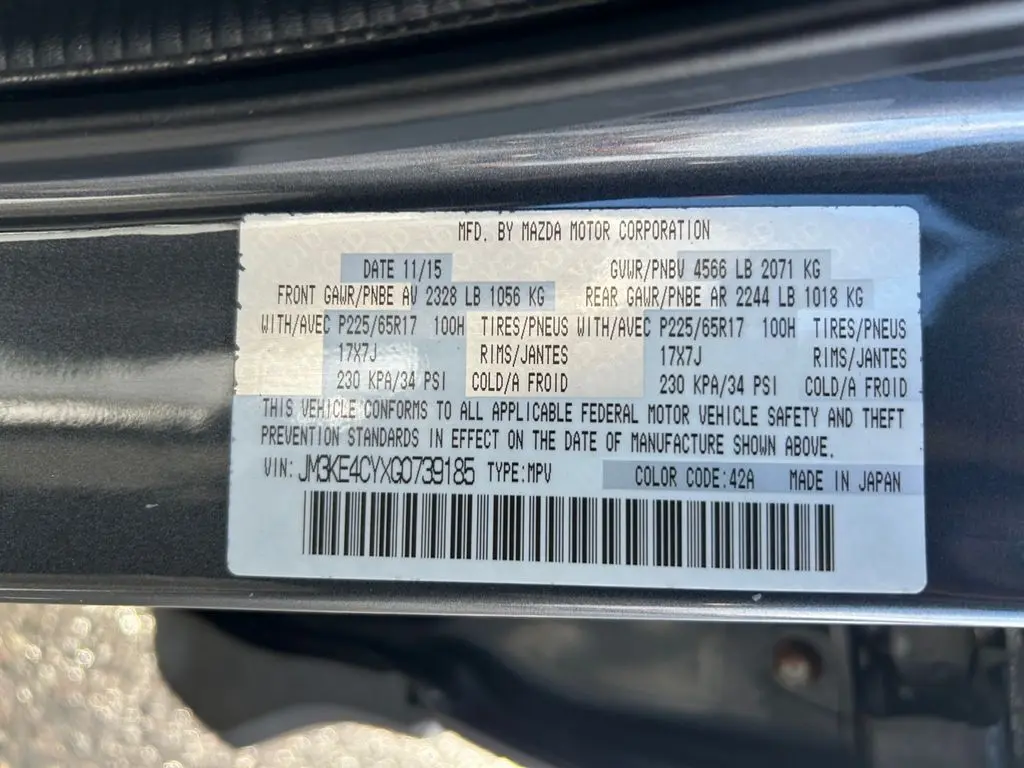 MFD. BY MAZDA MOTOR CORPORATION
DATE 11/15 GVWR/PNBV 4566 LB 2071 KG
FRONT GAWR/PNBE AV 2328 LB 1056 KG REAR GAWR/PNBE AR 2244 LB 1018 KG
WITH/AVEC P225/65R17 100H TIRES/PNEUS WITH/AVEC P225/65R17 100H TIRES/PNEUS
17X7J RIMS/JANTES 17X7J RIMS/JANTES
230 KPA/34 PSI COLD/A FROID 230 KPA/34 PSI COLD/A FROID
THIS VEHICLE CONFORMS TO ALL APPLICABLE FEDERAL MOTOR VEHICLE SAFETY AND THEFT
PREVENTION STANDARDS IN EFFECT ON THE DATE OF MANUFACTURE SHOWN ABOVE.
VIN: JM3KE4CYXG0739185 TYPE:MPV COLOR CODE:42A MADE IN JAPAN